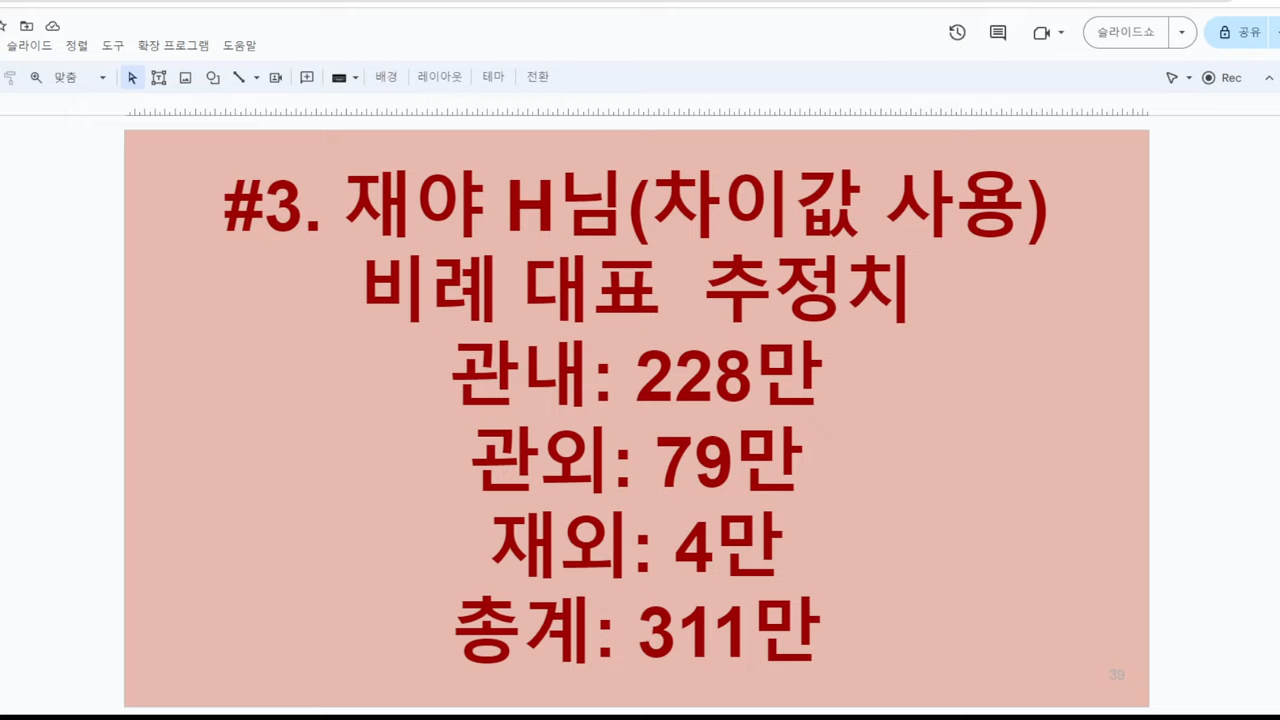 슬라이드 정렬 도구 확장 프로그램 도움말
슬라이드쇼
공유
맞춤
배경 레이아웃 테마 전환
Rec
#3. 재야 H님(차이값 사용)
비례 대표 추정치
관내: 228만
관외: 79만
재외: 4만
총계: 311만
39